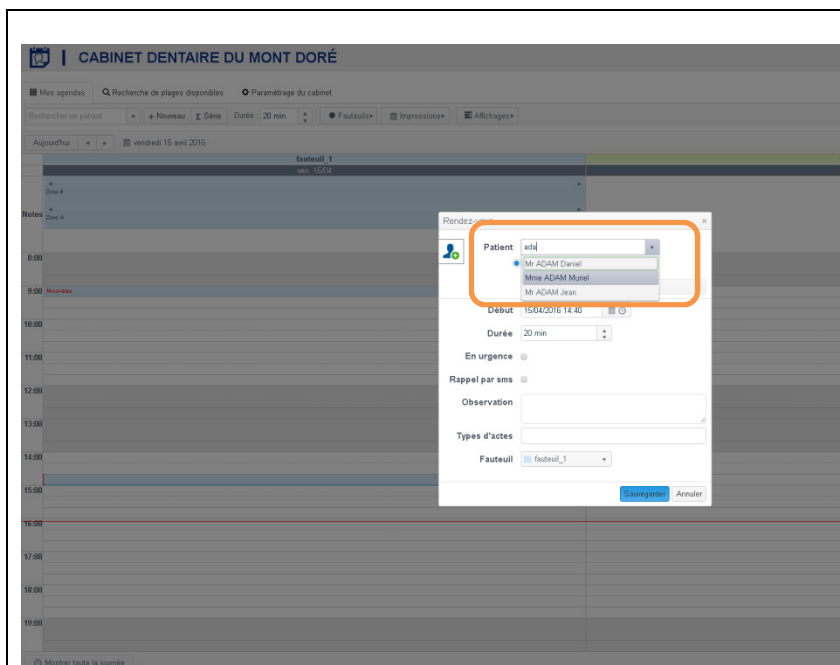 CABINET DENTAIRE DU MONT DORÉ
Mes agendas Recherche de plages disponibles Paramétrage du cabinet
Rechercher un patient + Nouveau Σ Série Durée : 20 min Fauteuils Impressions Affichages
Aujourd'hui vendredi 15 avril 2016
fauteuil_1
ven. 15/04
Zone B
Notes Zone A
8:00
9:00 Nouveau
10:00
11:00
12:00
13:00
14:00
15:00
16:00
17:00
18:00
19:00
Montrer toute la journée
Patient ada
Mr ADAM Daniel
Mme ADAM Muriel
Mr ADAM Jean
Début 15/04/2016 14:40
Durée 20 min
En urgence
Rappel par sms
Observation
Types d'actes
Fauteuil fauteuil_1
Sauvegarder Annuler